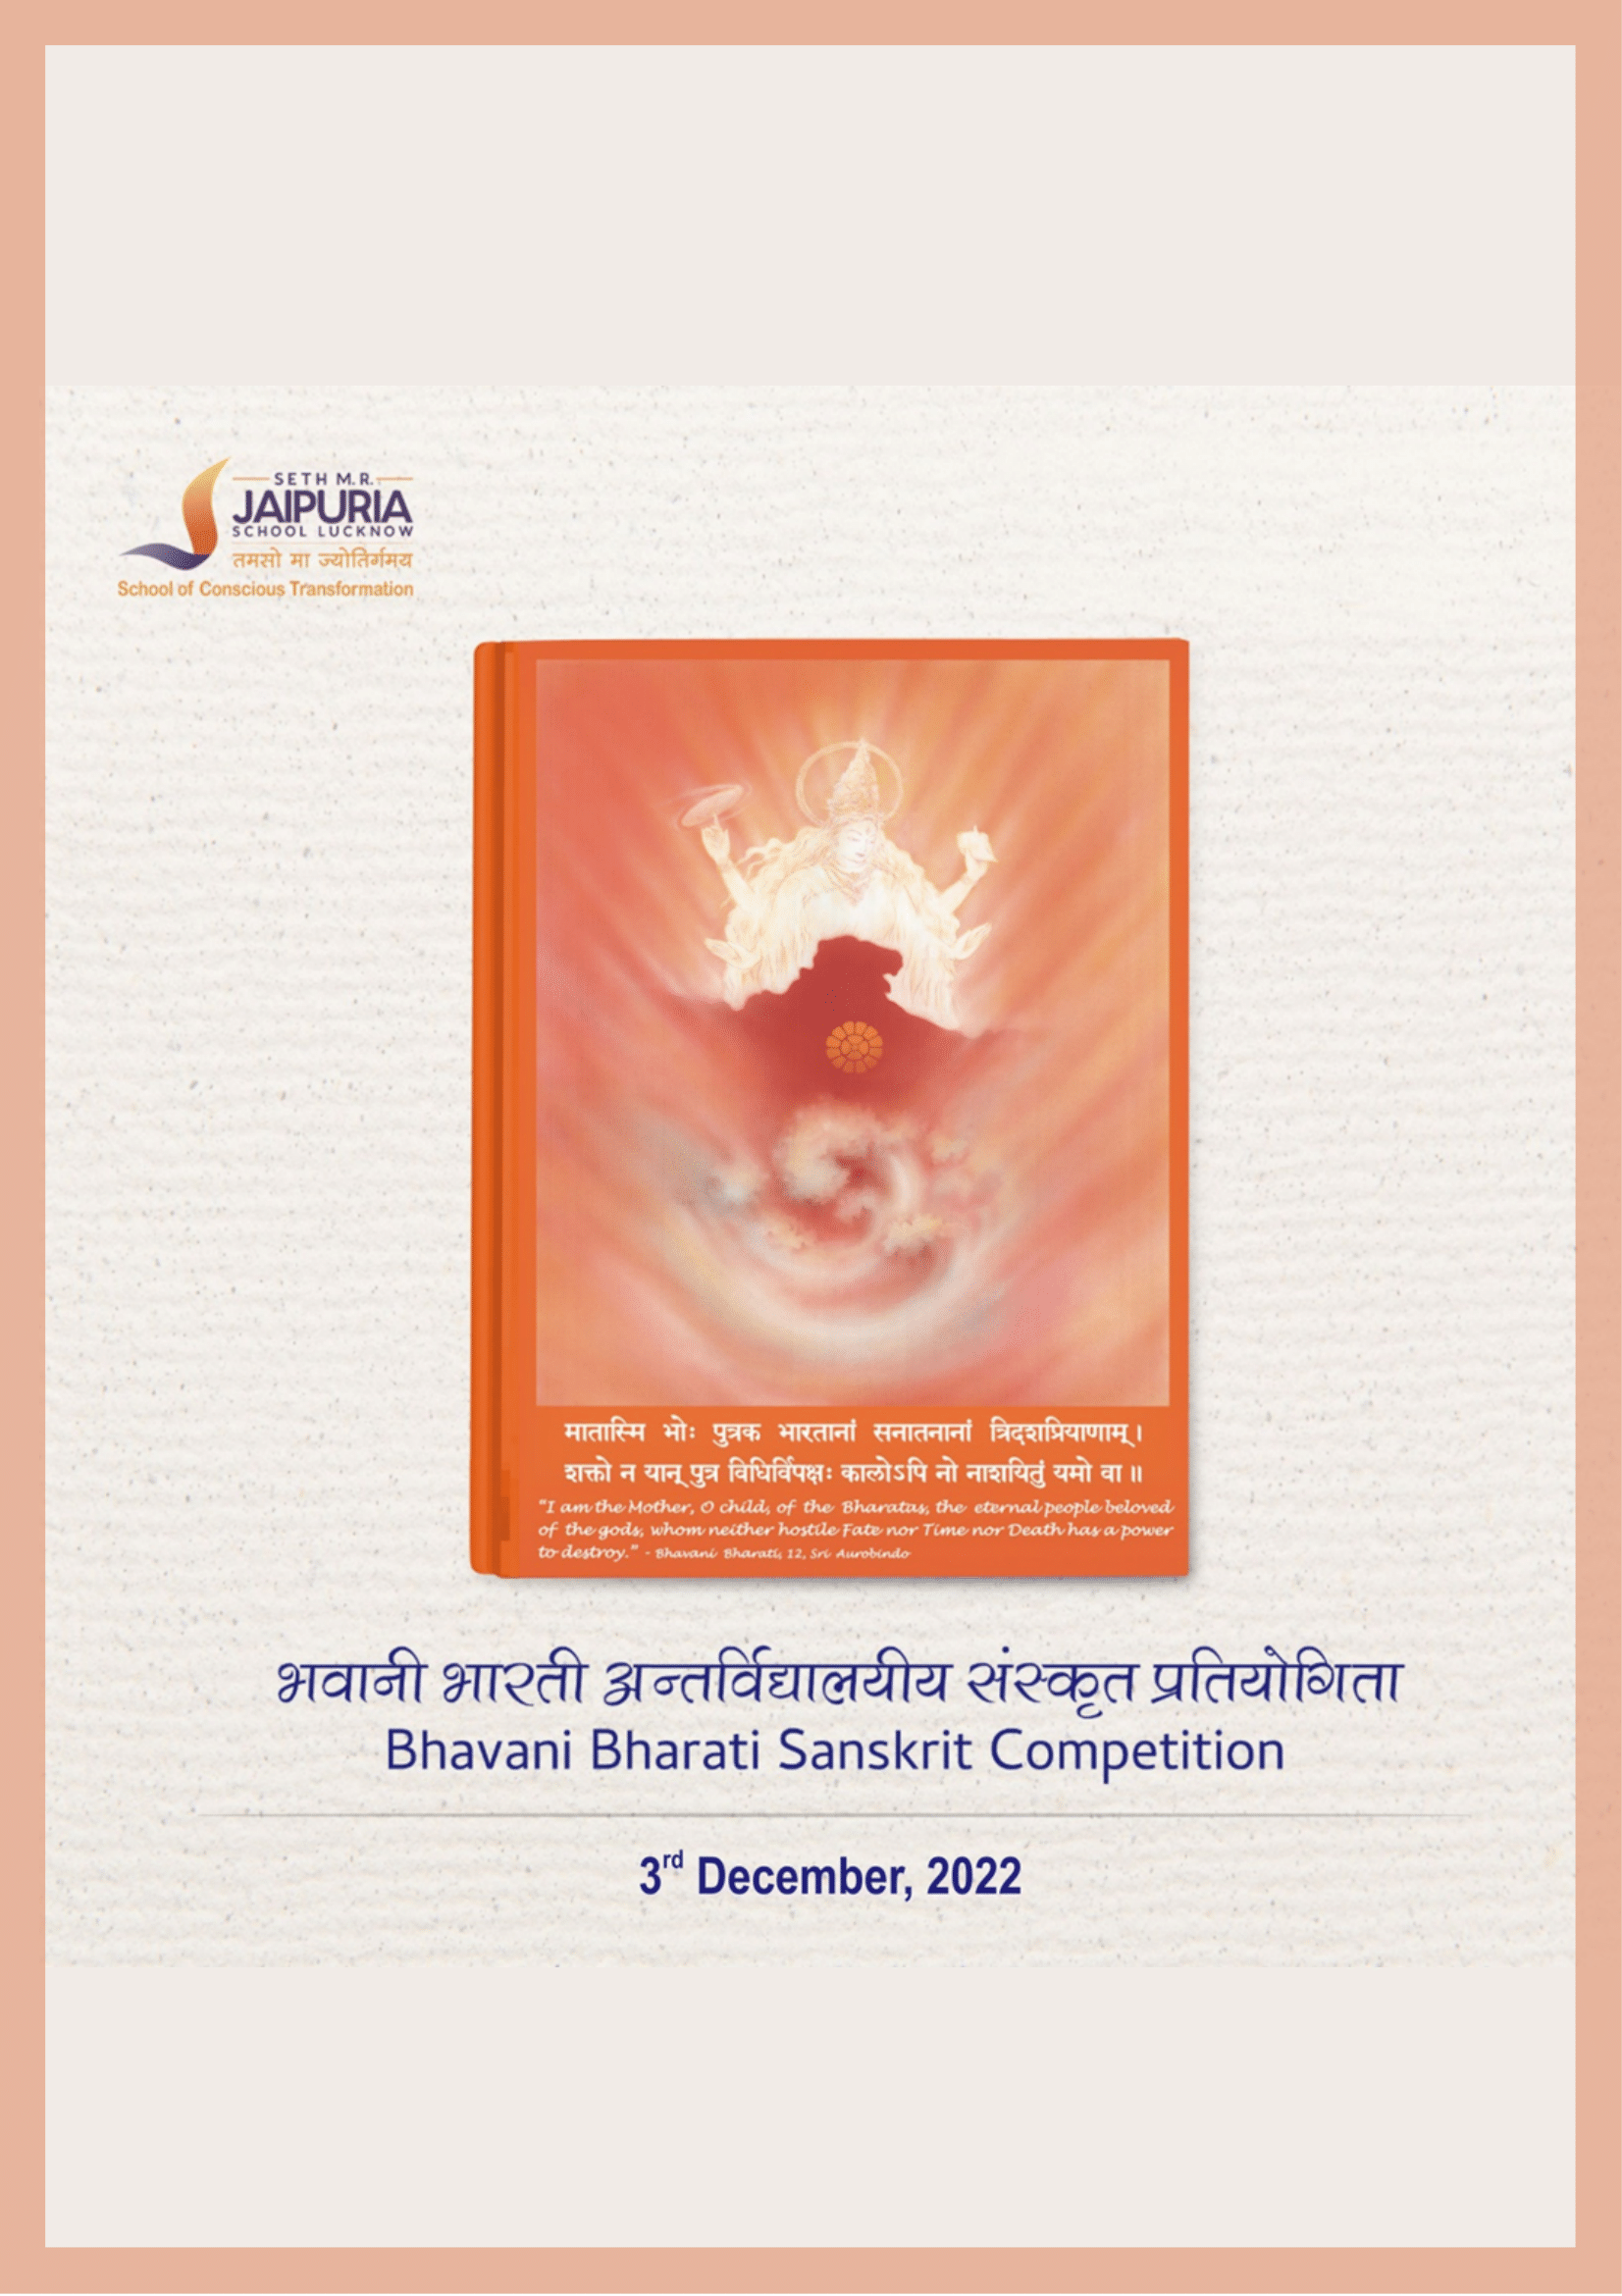 SETH M.R.
JAIPURIA
SCHOOL LUCKNOW
तमसो मा ज्योतिर्गमय
School of Conscious Transformation
मातास्मि भोः पुत्रक भारतानां सनातनानां त्रिदशप्रियाणाम्।
शक्तो न यान् पुत्र विधिर्विपक्षः कालोऽपि नो नाशयितुं यमो वा॥
"I am the Mother, O child, of the Bharatas, the eternal people beloved
of the gods, whom neither hostile Fate nor Time nor Death has a power
to destroy." - Bhavani Bharati, 12, Sri Aurobindo
भवानी भारती अन्तर्विद्यालयीय संस्कृत प्रतियोगिता
Bhavani Bharati Sanskrit Competition
3rd December, 2022